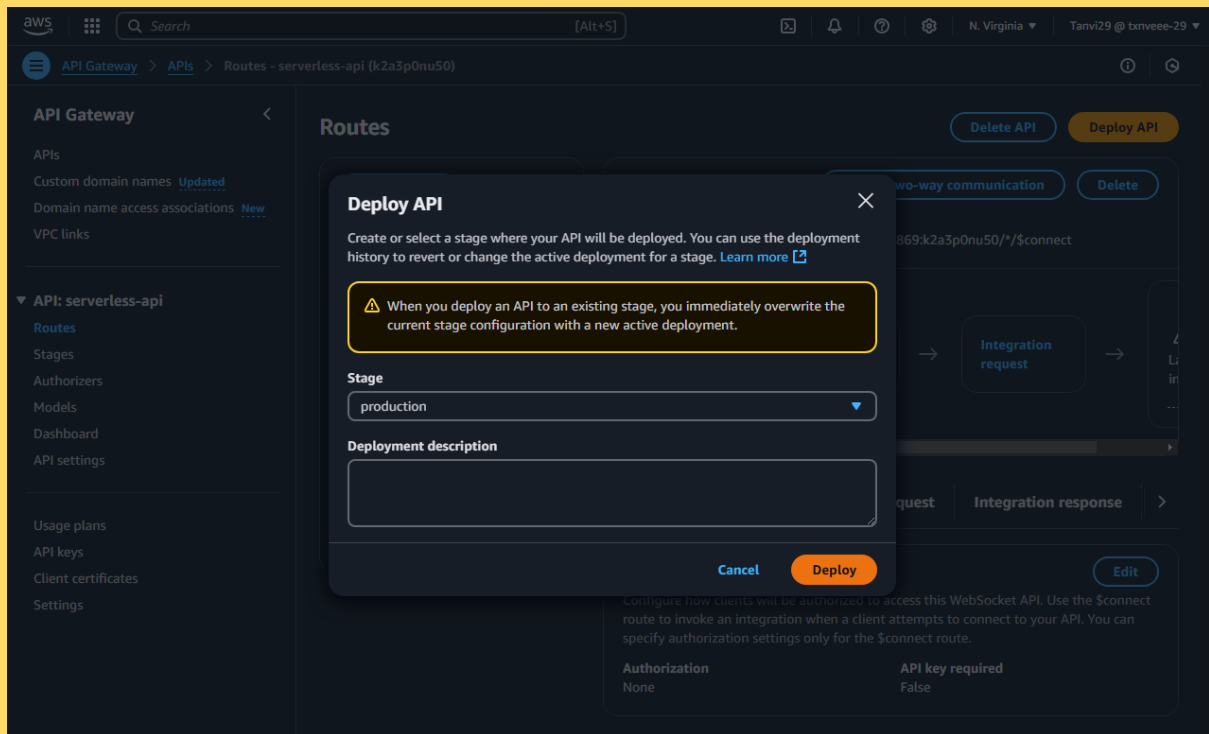 aws
Search
[Alt+S]
N. Virginia
Tanvi29 @ txnveee-29
API Gateway
APIs
Routes - serverless-api (k2a3p0nu50)
API Gateway
APIs
Custom domain names Updated
Domain name access associations New
VPC links
API: serverless-api
Routes
Stages
Authorizers
Models
Dashboard
API settings
Usage plans
API keys
Client certificates
Settings
Routes
Delete API
Deploy API
wo-way communication
Delete
869:k2a3p0nu50/*/$connect
Integration
request
Deploy API
Create or select a stage where your API will be deployed. You can use the deployment
history to revert or change the active deployment for a stage. Learn more
When you deploy an API to an existing stage, you immediately overwrite the
current stage configuration with a new active deployment.
Stage
production
Deployment description
Cancel
Deploy
quest
Integration response
Edit
Configure how clients will be authorized to access this WebSocket API. Use the $connect
route to invoke an integration when a client attempts to connect to your API. You can
specify authorization settings only for the $connect route.
Authorization
None
API key required
False